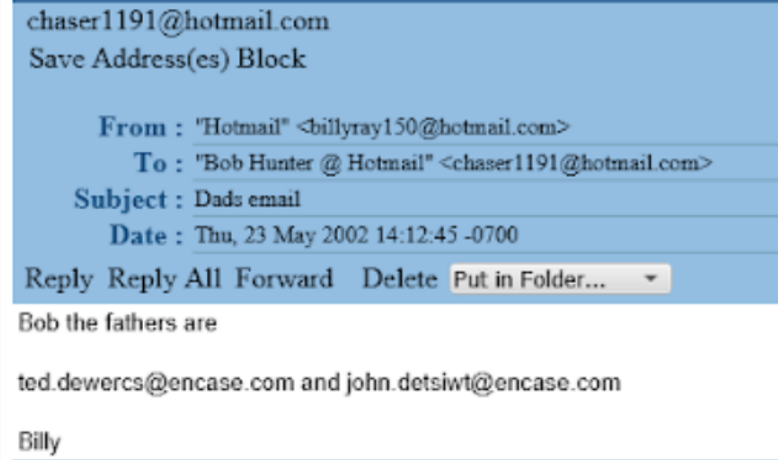 chaser1191@hotmail.com
Save Address(es) Block
From : "Hotmail" <billyray150@hotmail.com>
To : "Bob Hunter @ Hotmail" <chaser1191@hotmail.com>
Subject : Dads email
Date : Thu, 23 May 2002 14:12:45 -0700
Reply Reply All Forward Delete Put in Folder...
Bob the fathers are
ted.dewercs@encase.com and john.detsiwt@encase.com
Billy